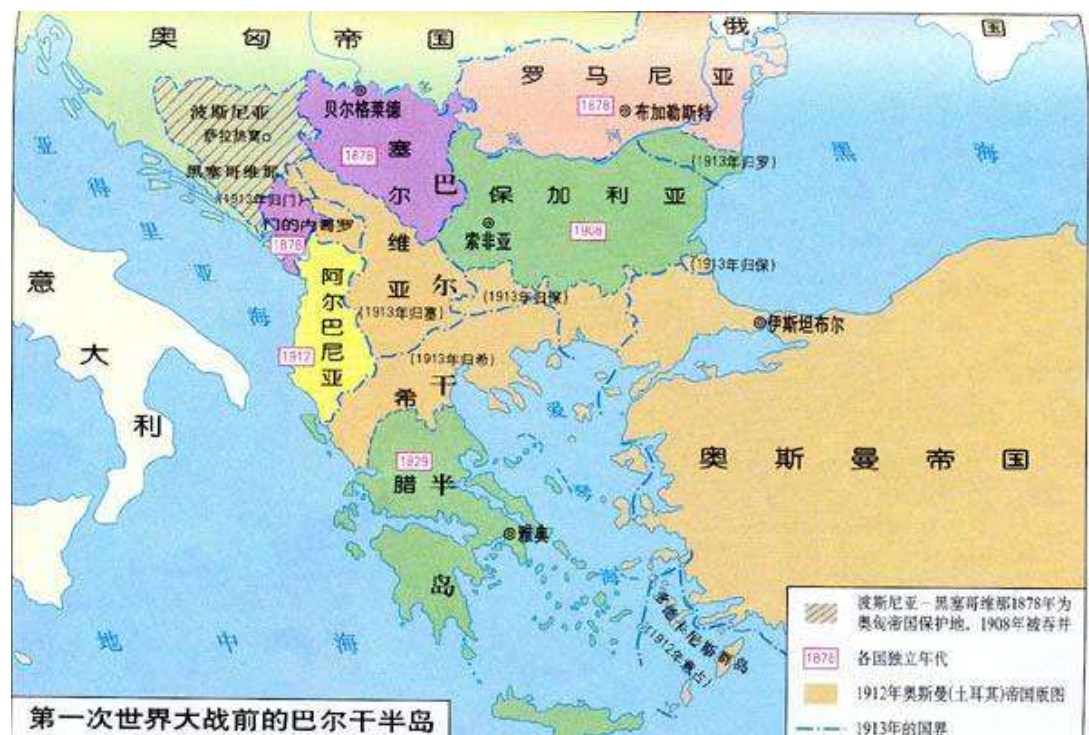 奥匈帝国
俄
国
罗马尼亚
1878
布加勒斯特
波斯尼亚
萨拉热窝
黑塞哥维那
贝尔格莱德
1878
塞尔维亚
(1913年归罗)
黑海
保加利亚
索非亚
1908
(1913年归门)
门的内哥罗
1878
亚得里亚海
意大利
阿尔巴尼亚
1912
(1913年归塞)
(1913年归保)
(1913年归保)
(1913年归希)
伊斯坦布尔
巴尔干半岛
希腊
1829
雅典
爱琴海
奥斯曼帝国
地中海
多德卡尼斯群岛
波斯尼亚－黑塞哥维那1878年为
奥匈帝国保护地，1908年被吞并
1878 各国独立年代
1912年奥斯曼(土耳其)帝国版图
1913年的国界
第一次世界大战前的巴尔干半岛